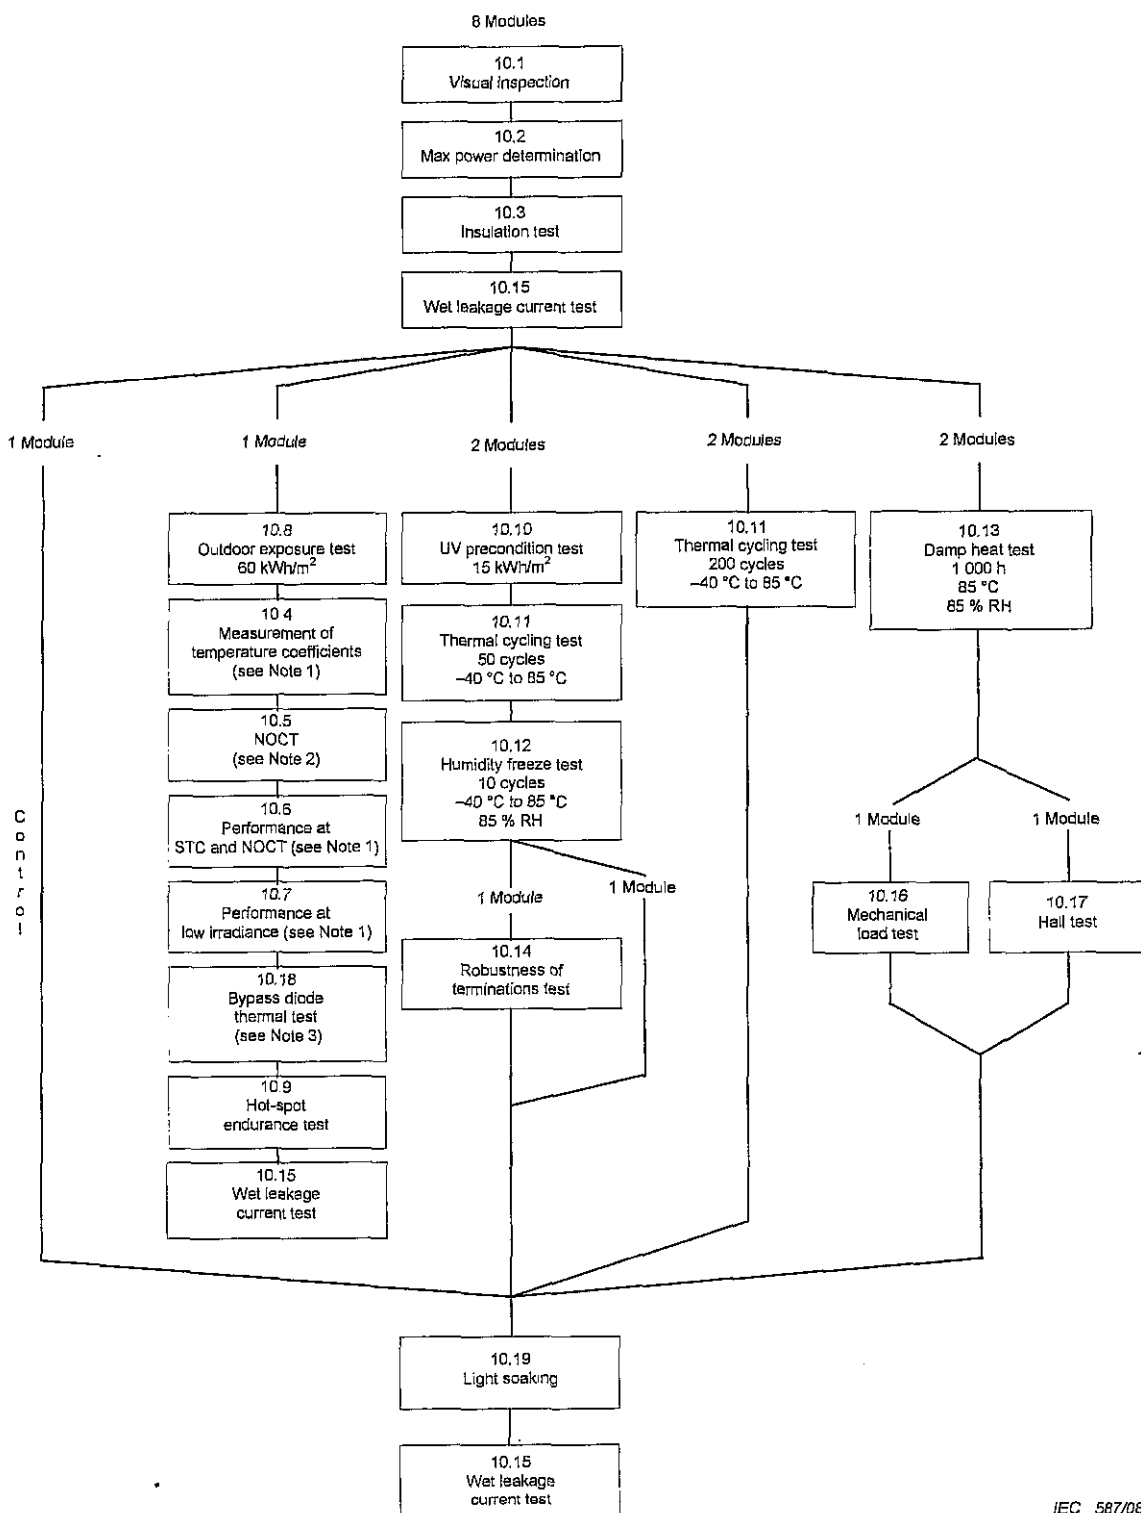 8 Modules
10.1
Visual inspection
10.2
Max power determination
10.3
Insulation test
10.15
Wet leakage current test
1 Module
1 Module
2 Modules
2 Modules
2 Modules
Control
10.8
Outdoor exposure test
60 kWh/m²
10.4
Measurement of
temperature coefficients
(see Note 1)
10.5
NOCT
(see Note 2)
10.6
Performance at
STC and NOCT (see Note 1)
10.7
Performance at
low irradiance (see Note 1)
10.18
Bypass diode
thermal test
(see Note 3)
10.9
Hot-spot
endurance test
10.15
Wet leakage
current test
10.10
UV precondition test
15 kWh/m²
10.11
Thermal cycling test
50 cycles
–40 °C to 85 °C
10.12
Humidity freeze test
10 cycles
–40 °C to 85 °C
85 % RH
1 Module
1 Module
10.14
Robustness of
terminations test
10.11
Thermal cycling test
200 cycles
–40 °C to 85 °C
10.13
Damp heat test
1 000 h
85 °C
85 % RH
1 Module
1 Module
10.16
Mechanical
load test
10.17
Hail test
10.19
Light soaking
10.15
Wet leakage
current test
IEC 587/08